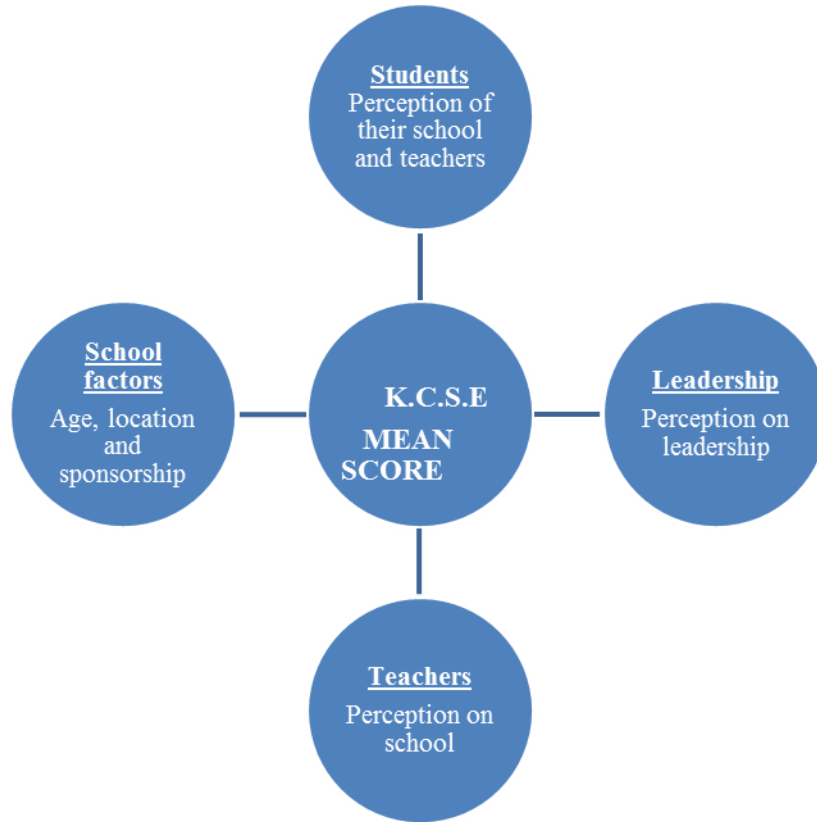 Students
Perception of
their school
and teachers
School
factors
Age, location
and
sponsorship
K.C.S.E
MEAN
SCORE
Leadership
Perception on
leadership
Teachers
Perception on
school